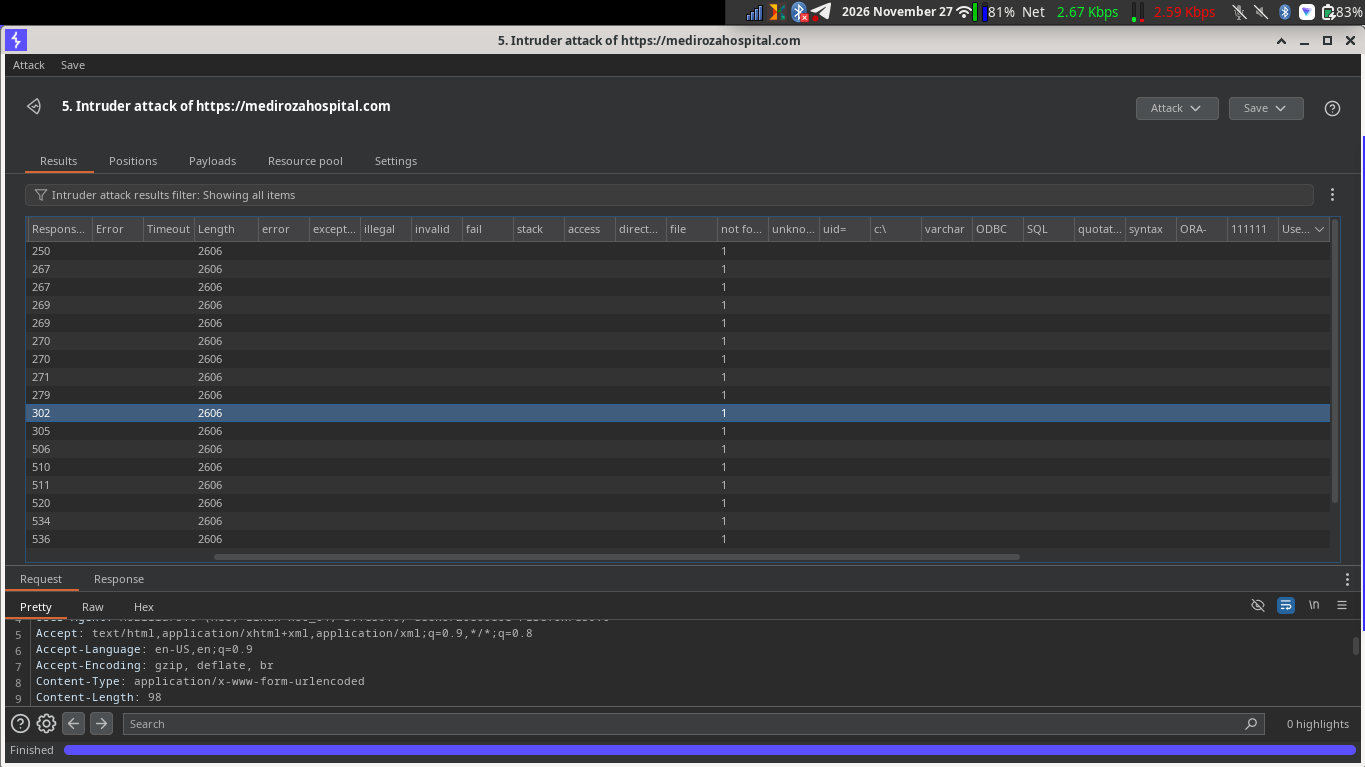 2026 November 27 81% Net 2.67 Kbps 2.59 Kbps 83%
5. Intruder attack of https://medirozahospital.com
Attack Save
5. Intruder attack of https://medirozahospital.com
Attack Save
Results Positions Payloads Resource pool Settings
Intruder attack results filter: Showing all items
Respons... Error Timeout Length error except... illegal invalid fail stack access direct... file not fo... unkno... uid= c:\ varchar ODBC SQL quotat... syntax ORA- 111111 Use...
250 2606 1
267 2606 1
267 2606 1
269 2606 1
269 2606 1
270 2606 1
270 2606 1
271 2606 1
279 2606 1
302 2606 1
305 2606 1
506 2606 1
510 2606 1
511 2606 1
520 2606 1
534 2606 1
536 2606 1
Request Response
Pretty Raw Hex
\n
5 Accept: text/html,application/xhtml+xml,application/xml;q=0.9,*/*;q=0.8
6 Accept-Language: en-US,en;q=0.9
7 Accept-Encoding: gzip, deflate, br
8 Content-Type: application/x-www-form-urlencoded
9 Content-Length: 98
Search 0 highlights
Finished